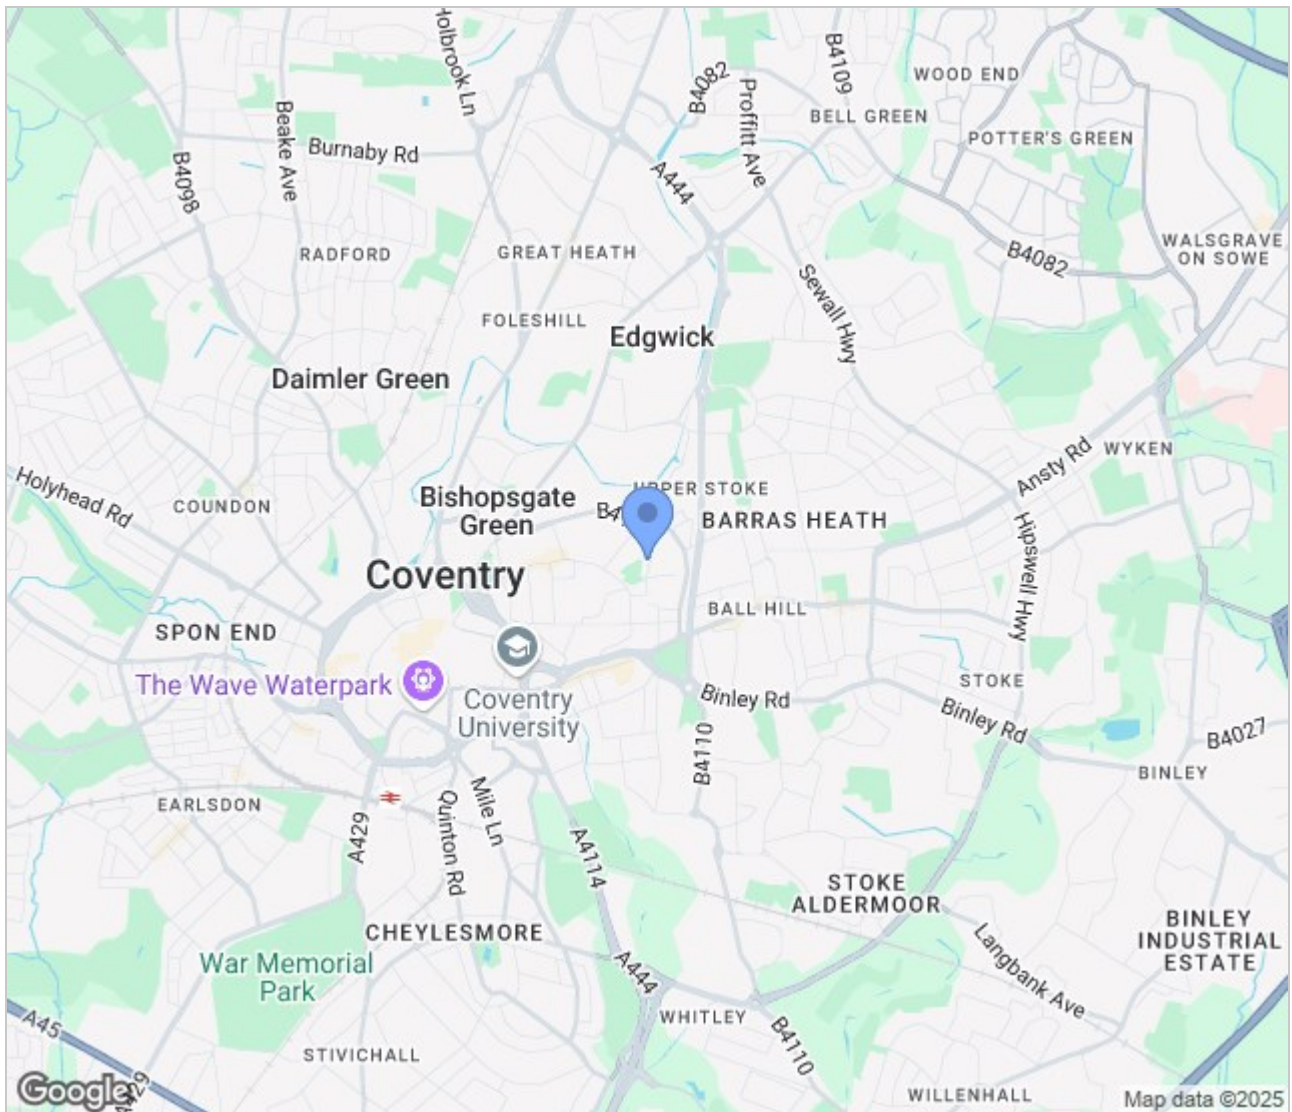 Holbrook Ln
B4082
B4109
WOOD END
Beake Ave
Proffitt Ave
BELL GREEN
POTTER'S GREEN
Burnaby Rd
B4098
A444
WALSGRAVE
ON SOWE
RADFORD
GREAT HEATH
B4082
Sewall Hwy
FOLESHILL
Edgwick
Daimler Green
Ansty Rd
WYKEN
Holyhead Rd
COUNDON
Bishopsgate
Green
UPPER STOKE
BARRAS HEATH
Hipswell Hwy
Coventry
BALL HILL
SPON END
The Wave Waterpark
Coventry
University
Binley Rd
STOKE
Binley Rd
B4027
B4110
BINLEY
EARLSDON
A429
Quinton Rd
Mile Ln
A4114
STOKE
ALDERMOOR
CHEYLESMORE
BINLEY
INDUSTRIAL
ESTATE
Langbank Ave
War Memorial
Park
A444
WHITLEY
A45
B4110
STIVICHALL
WILLENHALL
Google
Map data ©2025